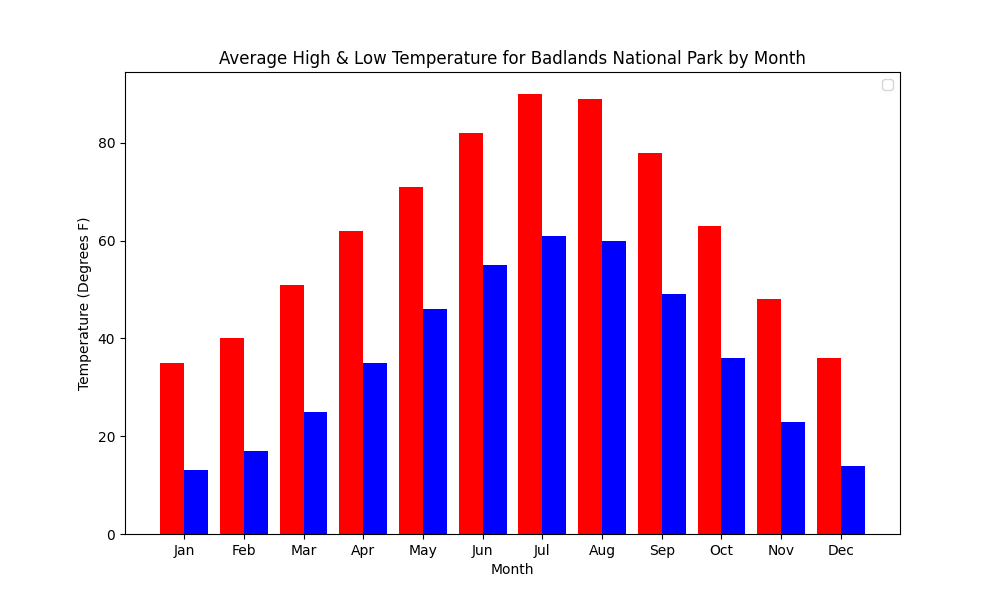 Average High & Low Temperature for Badlands National Park by Month
Temperature (Degrees F)
80
60
40
20
0
Jan Feb Mar Apr May Jun Jul Aug Sep Oct Nov Dec
Month